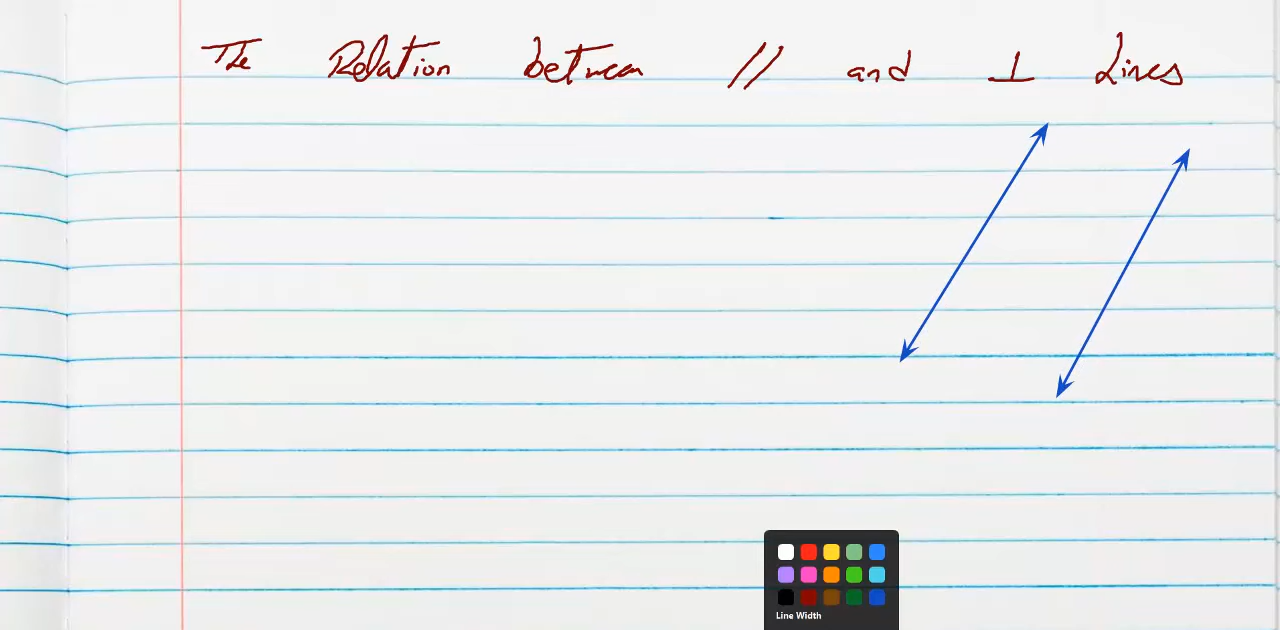 The Relation between // and ⊥ Lines
Line Width